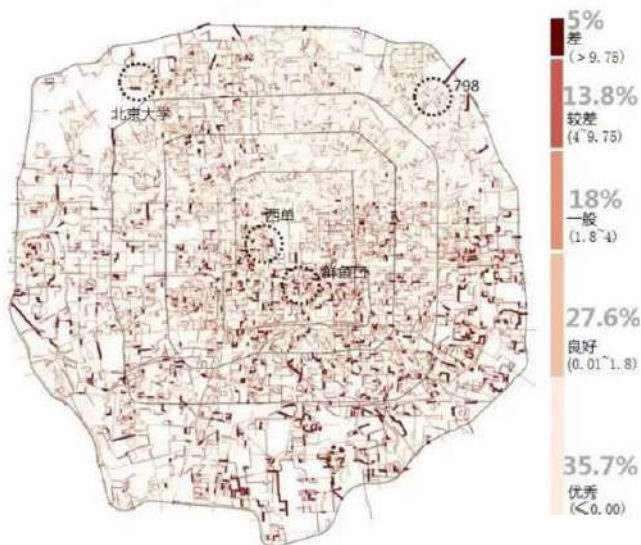 5%
差
(>9.75)
798
13.8%
较差
(4~9.75)
北京大学
18%
一般
(1.8~4)
西单
鲜鱼口
27.6%
良好
(0.01~1.8)
35.7%
优秀
(≤0.00)